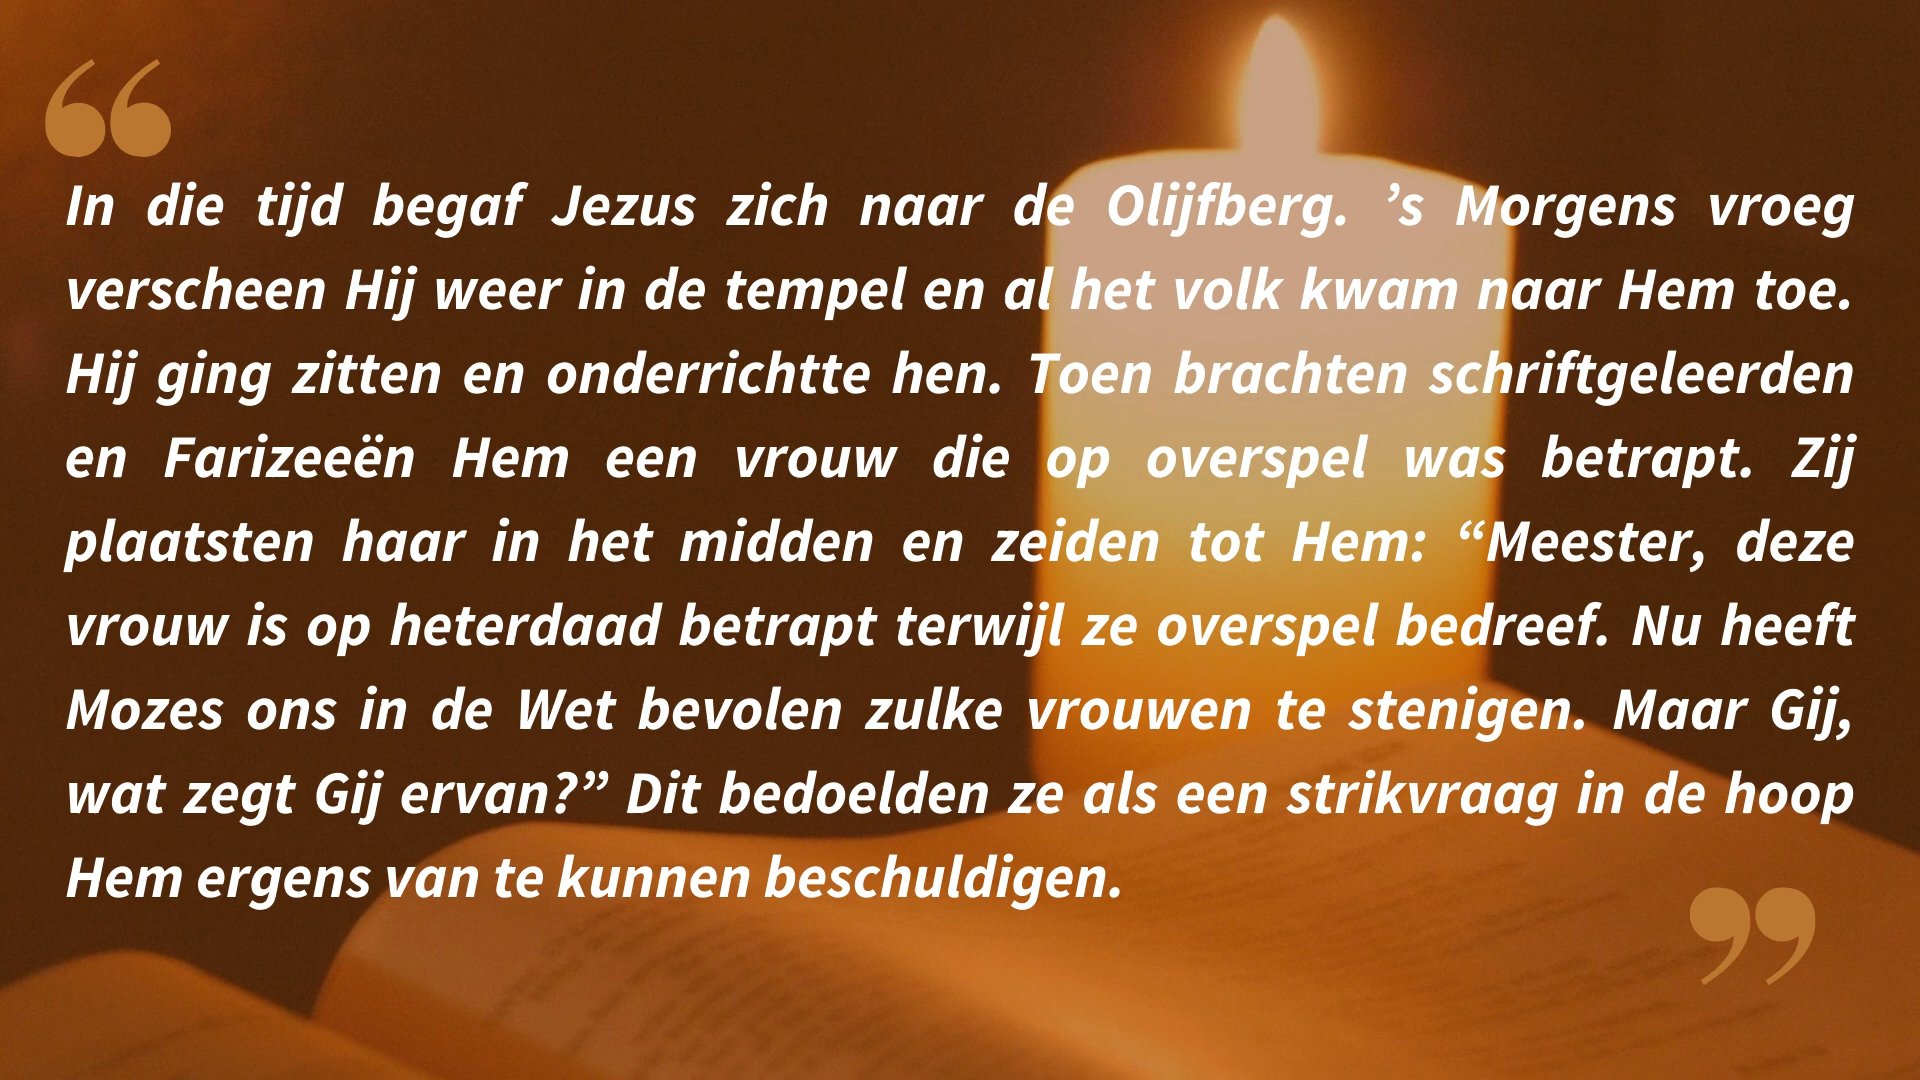 “
In die tijd begaf Jezus zich naar de Olijfberg. ’s Morgens vroeg
verscheen Hij weer in de tempel en al het volk kwam naar Hem toe.
Hij ging zitten en onderrichtte hen. Toen brachten schriftgeleerden
en Farizeeën Hem een vrouw die op overspel was betrapt. Zij
plaatsten haar in het midden en zeiden tot Hem: “Meester, deze
vrouw is op heterdaad betrapt terwijl ze overspel bedreef. Nu heeft
Mozes ons in de Wet bevolen zulke vrouwen te stenigen. Maar Gij,
wat zegt Gij ervan?” Dit bedoelden ze als een strikvraag in de hoop
Hem ergens van te kunnen beschuldigen.
”